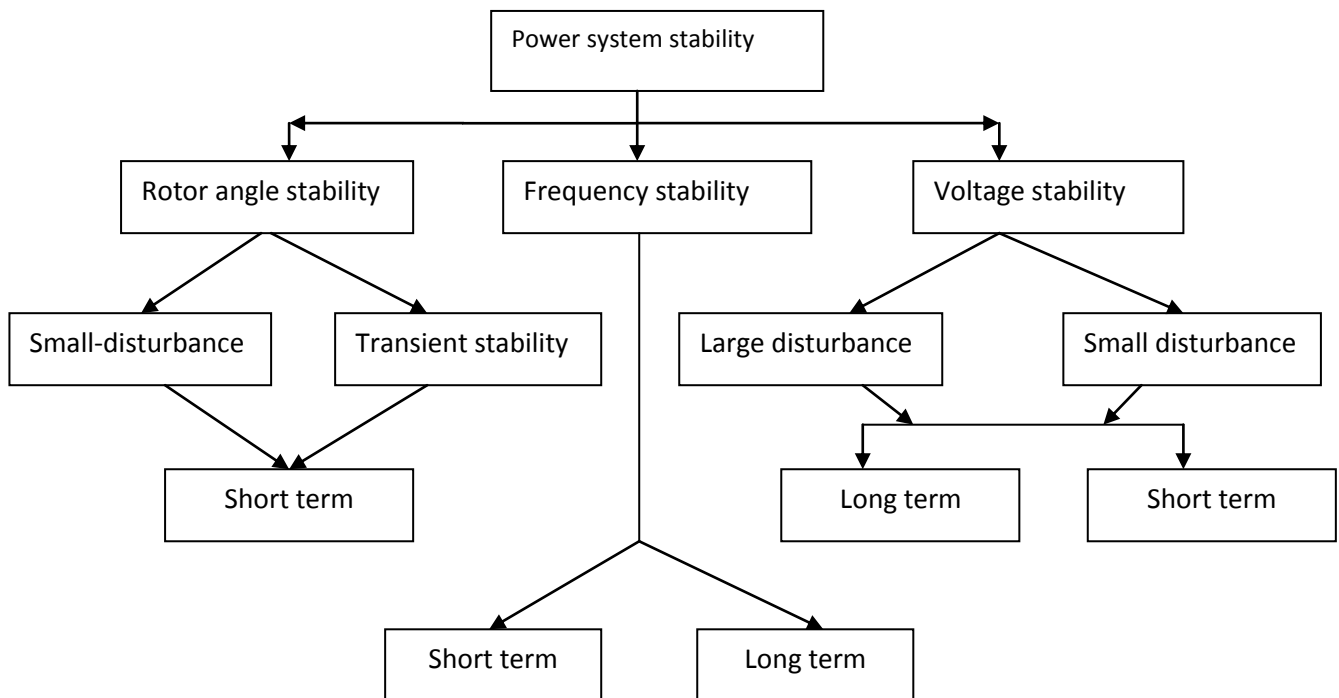 Power system stability
Rotor angle stability
Frequency stability
Voltage stability
Small-disturbance
Transient stability
Large disturbance
Small disturbance
Short term
Long term
Short term
Short term
Long term